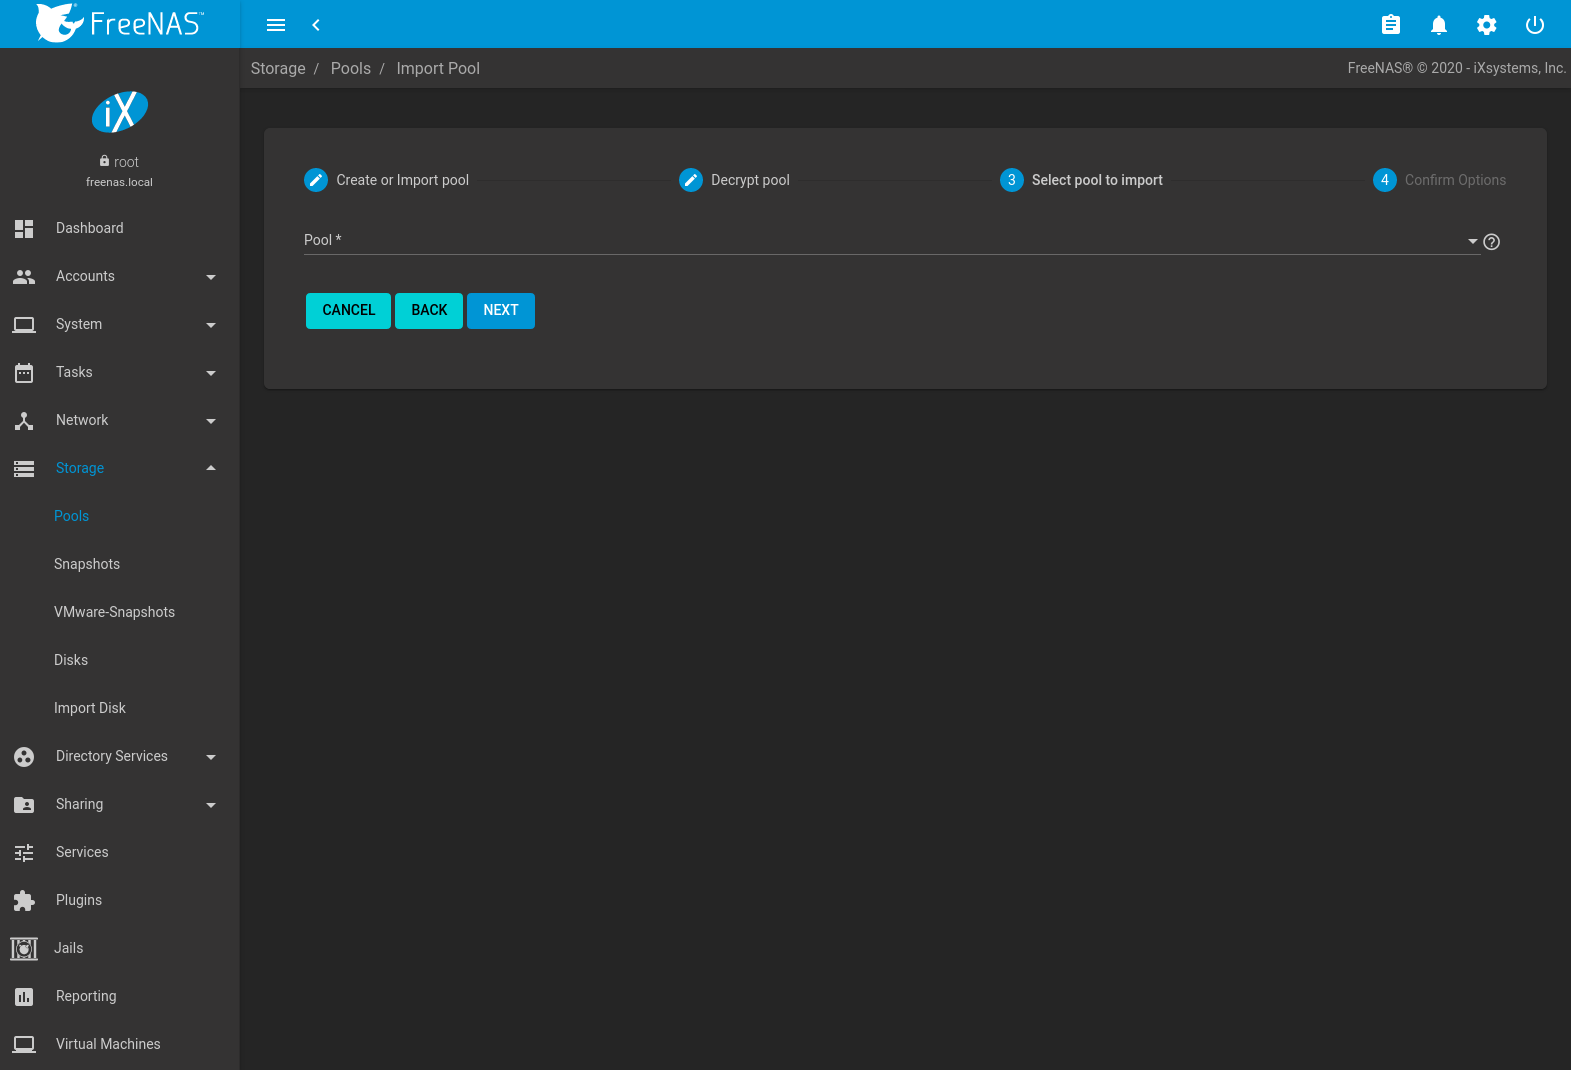 FreeNAS™
Storage / Pools / Import Pool
FreeNAS® © 2020 - iXsystems, Inc.
iX
root
freenas.local
Dashboard
Accounts
System
Tasks
Network
Storage
Pools
Snapshots
VMware-Snapshots
Disks
Import Disk
Directory Services
Sharing
Services
Plugins
Jails
Reporting
Virtual Machines
Create or Import pool
Decrypt pool
3 Select pool to import
4 Confirm Options
Pool *
CANCEL BACK NEXT